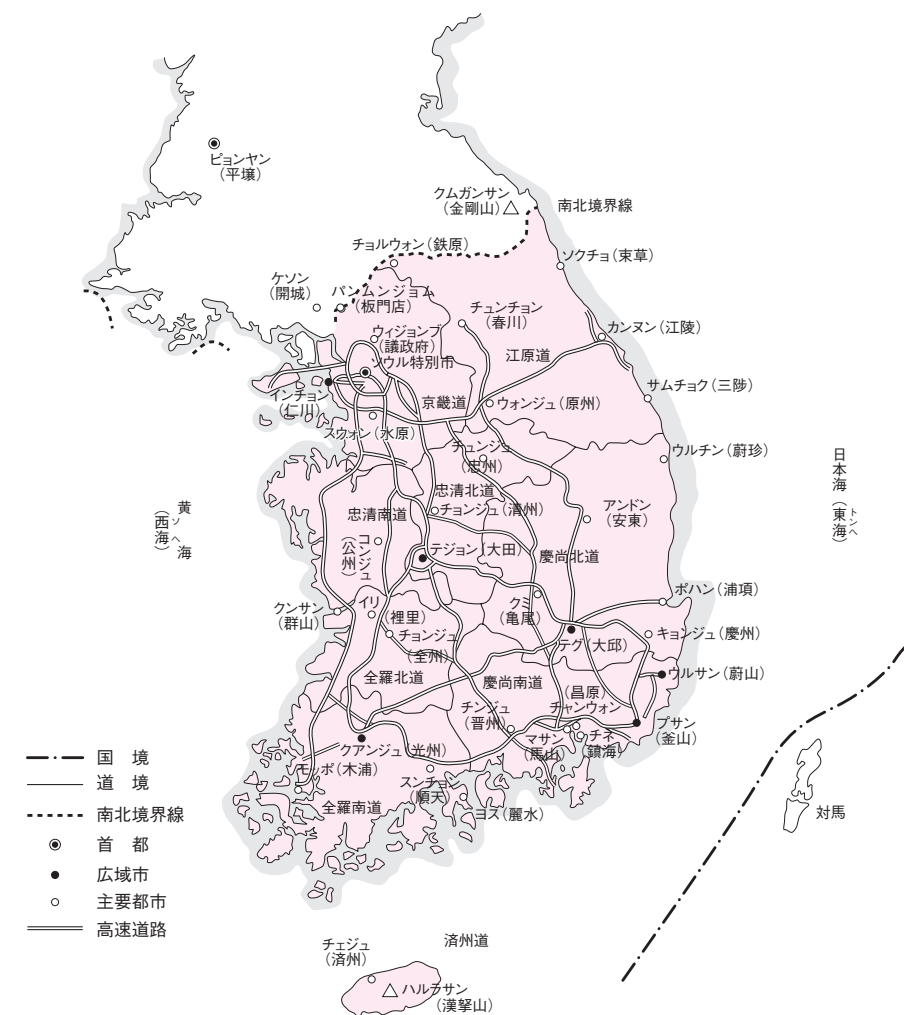 ピョンヤン
（平壌）
クムガンサン
（金剛山）
南北境界線
チョルウォン（鉄原）
ソクチョ（束草）
ケソン
（開城）
パンムンジョム
（板門店）
チュンチョン
（春川）
カンヌン（江陵）
ウィジョンブ
（議政府）
ソウル特別市
江原道
サムチョク（三陟）
インチョン
（仁川）
京畿道
ウォンジュ（原州）
スウォン（水原）
チュンジュ
（忠州）
ウルチン（蔚珍）
日本海（東海）
トンヘ
忠清北道
チョンジュ（清州）
忠清南道
アンドン
（安東）
黄海
ソヘ
（西海）
コンジュ
（公州）
テジョン（大田）
慶尚北道
ポハン（浦項）
クミ
（亀尾）
クンサン
（群山）
イリ
（裡里）
チョンジュ
（全州）
テグ（大邱）
キョンジュ（慶州）
全羅北道
慶尚南道
ウルサン（蔚山）
（昌原）
チャンウォン
チンジュ
（晋州）
プサン
（釜山）
マサン
（馬山）
チネ
（鎮海）
クアンジュ（光州）
モッポ（木浦）
スンチョン
（順天）
全羅南道
ヨス（麗水）
対馬
国　境
道　境
南北境界線
首　都
広域市
主要都市
高速道路
チェジュ
（済州）
済州道
ハルラサン
（漢拏山）